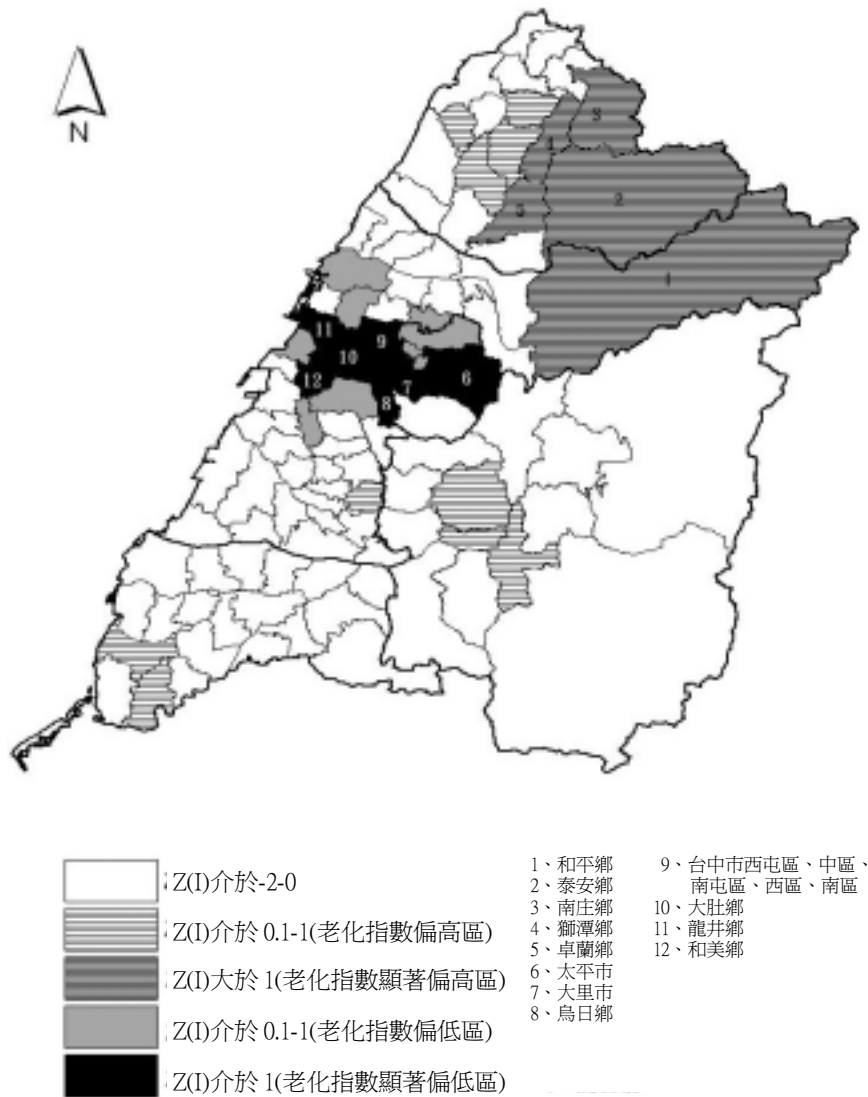 N
3
4
2
5
1
11
9
10
6
12
7
8
Z(I)介於-2-0
Z(I)介於 0.1-1(老化指數偏高區)
Z(I)大於 1(老化指數顯著偏高區)
Z(I)介於 0.1-1(老化指數偏低區)
Z(I)介於 1(老化指數顯著偏低區)
1、和平鄉
2、泰安鄉
3、南庄鄉
4、獅潭鄉
5、卓蘭鄉
6、太平市
7、大里市
8、烏日鄉
9、台中市西屯區、中區、
南屯區、西區、南區
10、大肚鄉
11、龍井鄉
12、和美鄉